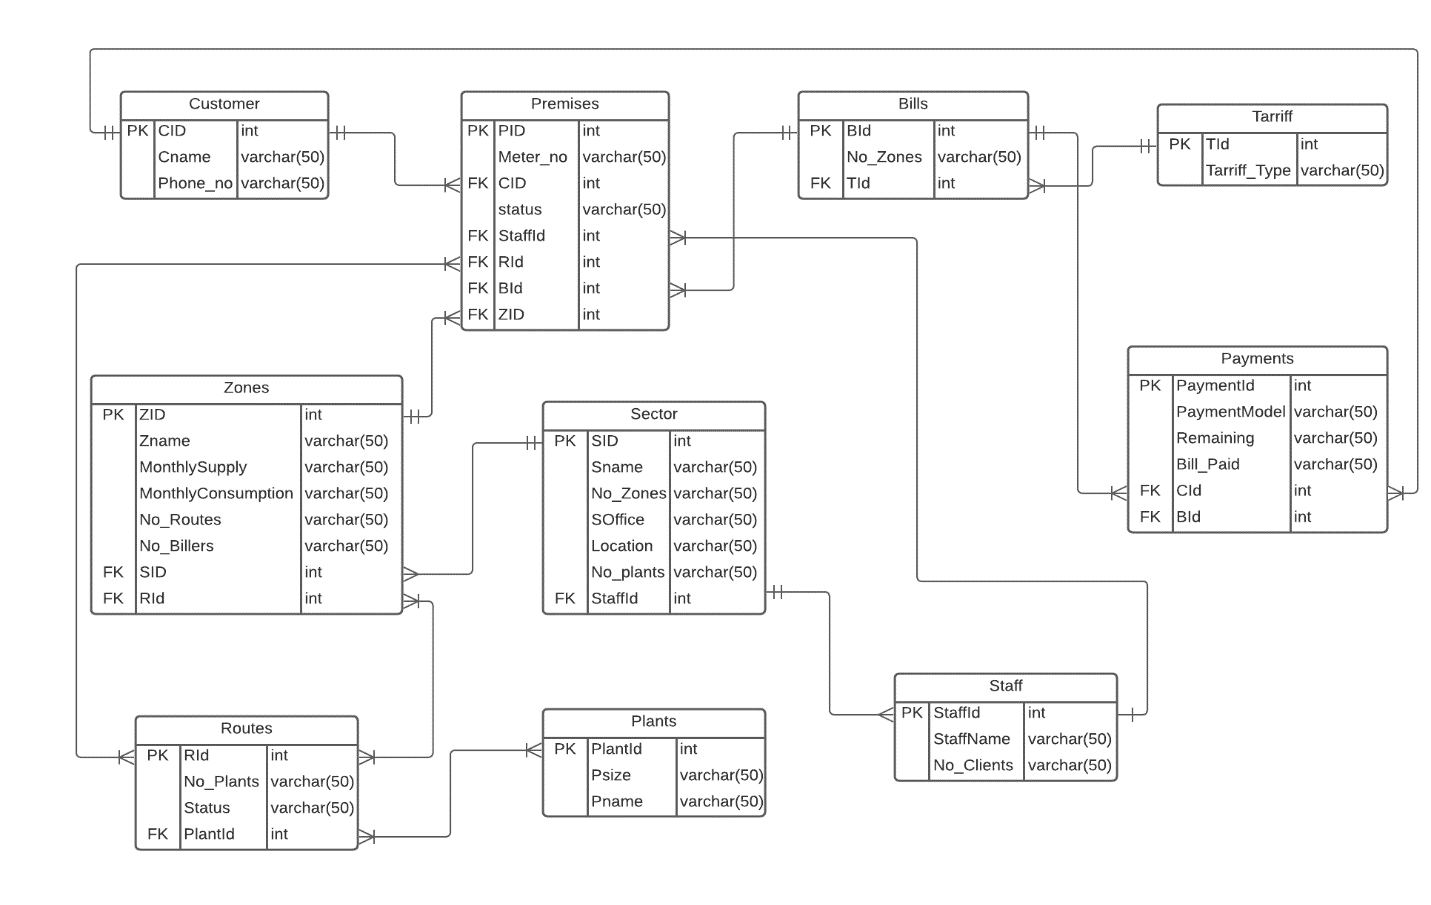 Customer
PK CID int
Cname varchar(50)
Phone_no varchar(50)
Premises
PK PID int
Meter_no varchar(50)
FK CID int
status varchar(50)
FK StaffId int
FK RId int
FK BId int
FK ZID int
Bills
PK BId int
No_Zones varchar(50)
FK TId int
Tarriff
PK TId int
Tarriff_Type varchar(50)
Payments
PK PaymentId int
PaymentModel varchar(50)
Remaining varchar(50)
Bill_Paid varchar(50)
FK CId int
FK BId int
Zones
PK ZID int
Zname varchar(50)
MonthlySupply varchar(50)
MonthlyConsumption varchar(50)
No_Routes varchar(50)
No_Billers varchar(50)
FK SID int
FK RId int
Sector
PK SID int
Sname varchar(50)
No_Zones varchar(50)
SOffice varchar(50)
Location varchar(50)
No_plants varchar(50)
FK StaffId int
Staff
PK StaffId int
StaffName varchar(50)
No_Clients varchar(50)
Routes
PK RId int
No_Plants varchar(50)
Status varchar(50)
FK PlantId int
Plants
PK PlantId int
Psize varchar(50)
Pname varchar(50)